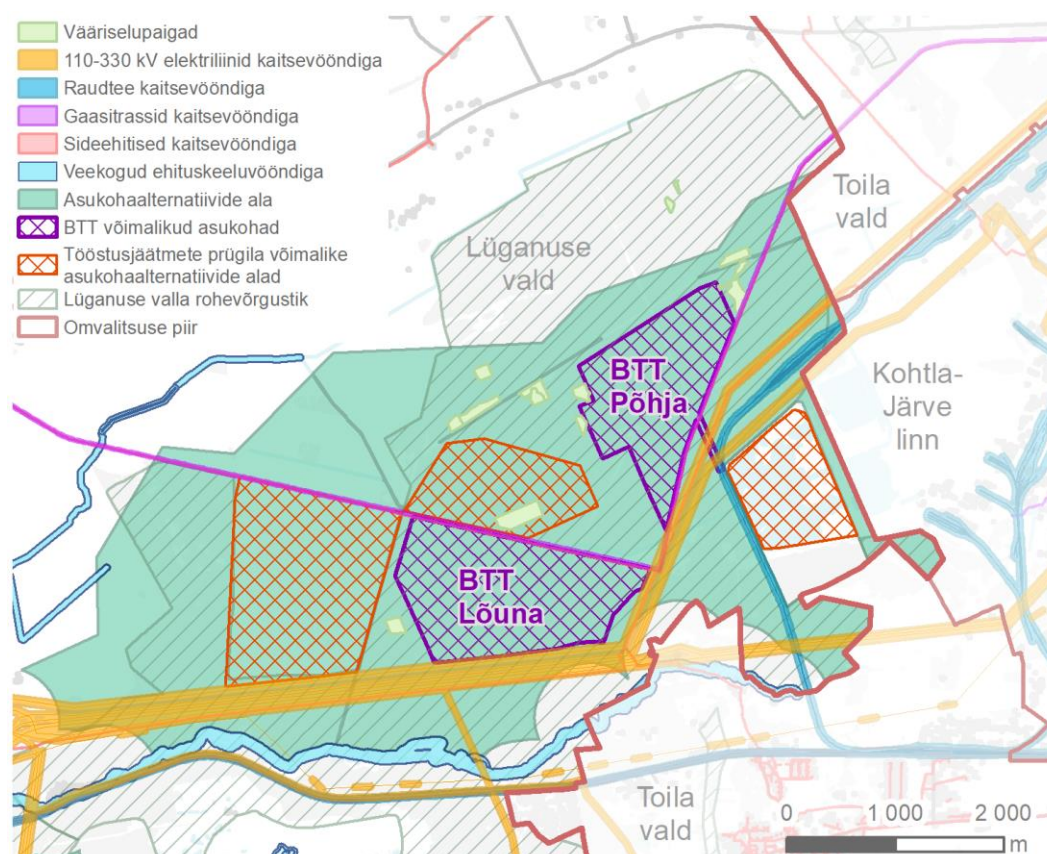 Vääriselupaigad
110-330 kV elektriliinid kaitsevööndiga
Raudtee kaitsevööndiga
Gaasitrassid kaitsevööndiga
Sideehitised kaitsevööndiga
Veekogud ehituskeeluvööndiga
Asukohaalternatiivide ala
BTT võimalikud asukohad
Tööstusjäätmete prügila võimalike
asukohaalternatiivide alad
Lüganuse valla rohevõrgustik
Omvalitsuse piir
Toila
vald
Lüganuse
vald
BTT
Põhja
Kohtla-
Järve
linn
BTT
Lõuna
Toila
vald
0 1 000 2 000
m